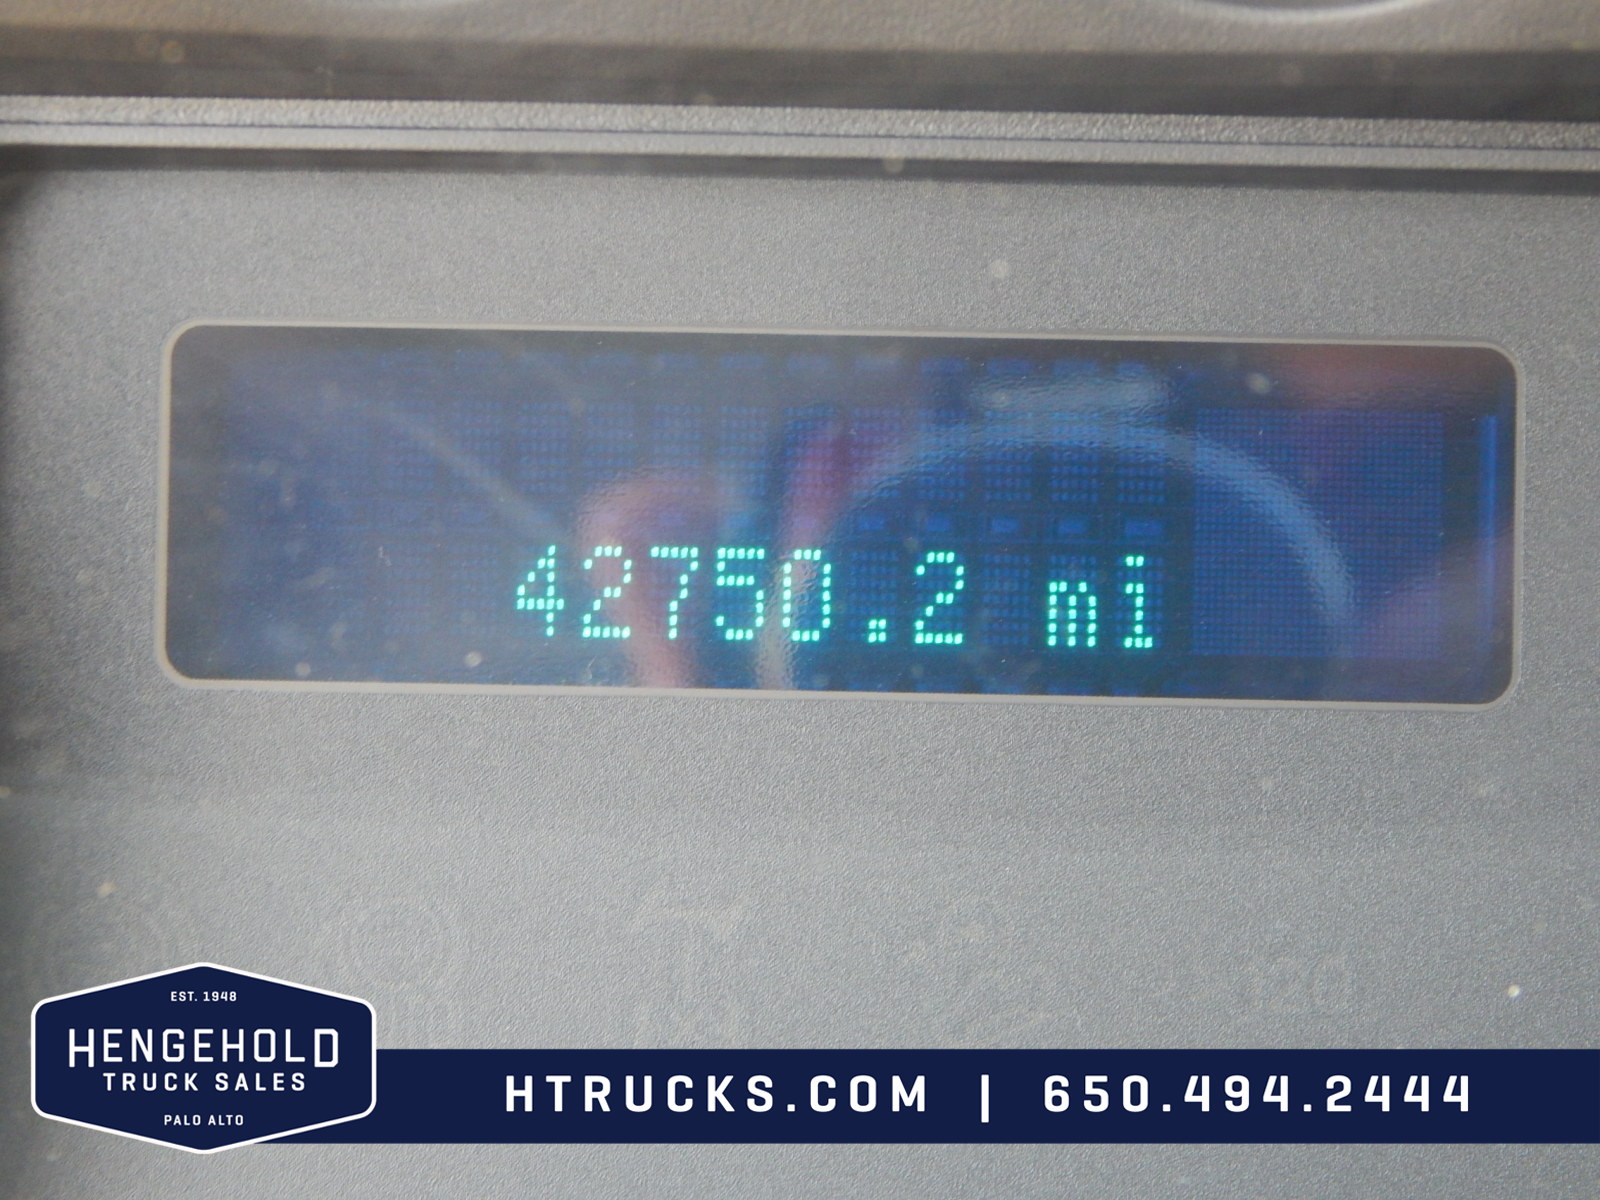 42750.2 mi
EST. 1948
HENGEHOLD
TRUCK SALES
PALO ALTO
HTRUCKS.COM | 650.494.2444